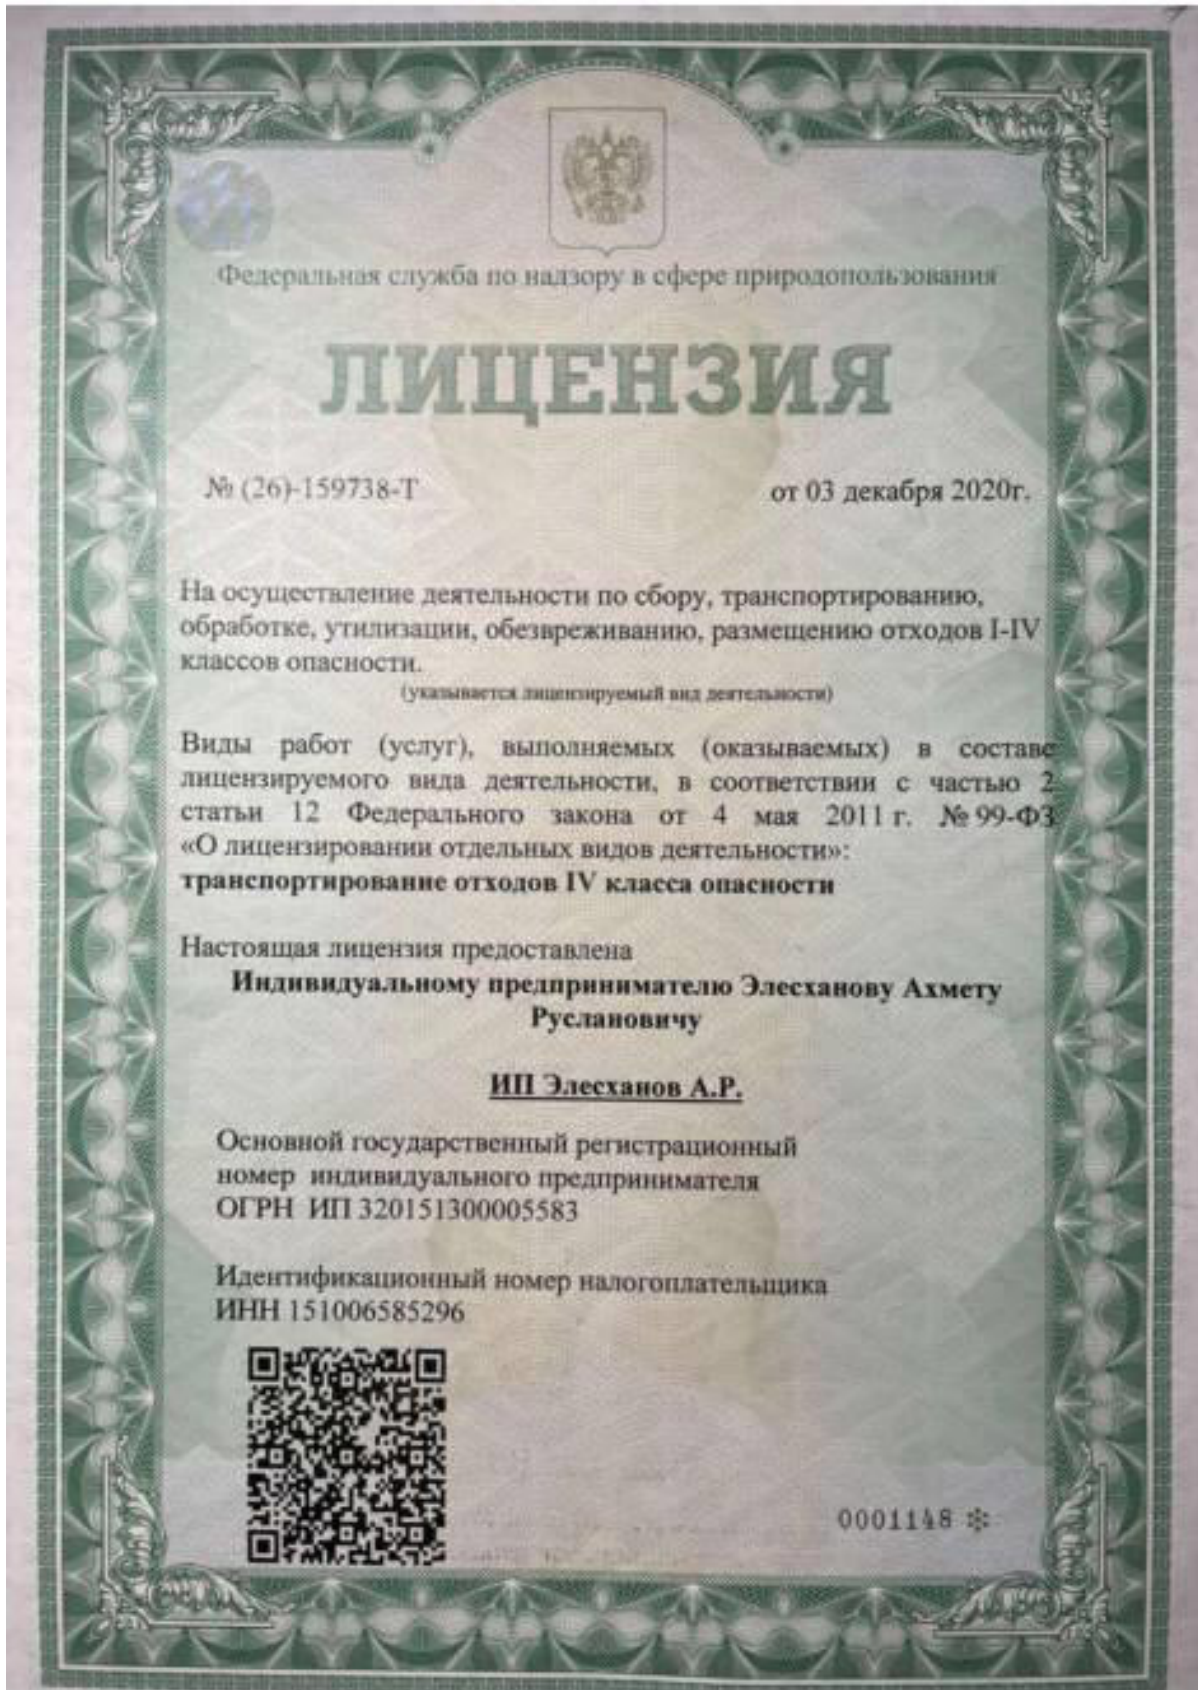 Федеральная служба по надзору в сфере природопользования
ЛИЦЕНЗИЯ
№ (26)-159738-Т от 03 декабря 2020г.
На осуществление деятельности по сбору, транспортированию,
обработке, утилизации, обезвреживанию, размещению отходов I-IV
классов опасности.
(указывается лицензируемый вид деятельности)
Виды работ (услуг), выполняемых (оказываемых) в составе
лицензируемого вида деятельности, в соответствии с частью 2
статьи 12 Федерального закона от 4 мая 2011 г. № 99-ФЗ
«О лицензировании отдельных видов деятельности»:
транспортирование отходов IV класса опасности
Настоящая лицензия предоставлена
Индивидуальному предпринимателю Элесханову Ахмету
Руслановичу
ИП Элесханов А.Р.
Основной государственный регистрационный
номер индивидуального предпринимателя
ОГРН ИП 320151300005583
Идентификационный номер налогоплательщика
ИНН 151006585296
0001148